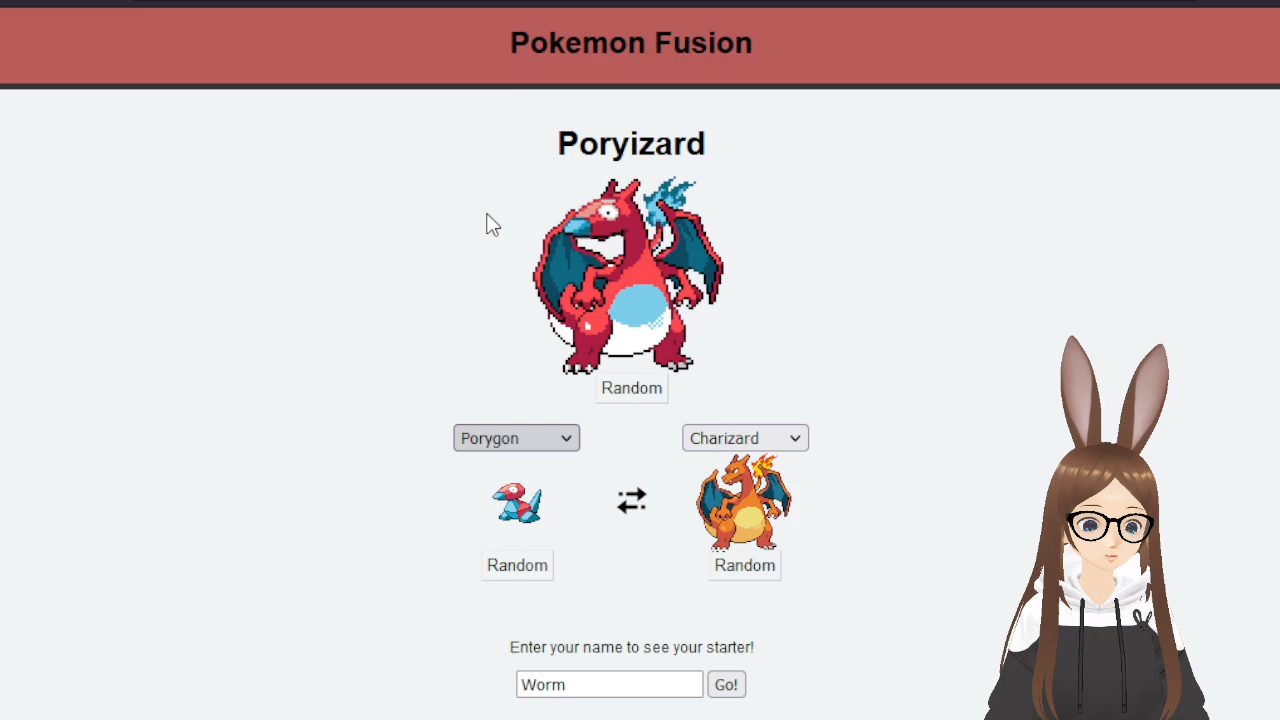 Pokemon Fusion
Poryizard
Random
Porygon
Charizard
Random
Random
Enter your name to see your starter!
Worm
Go!